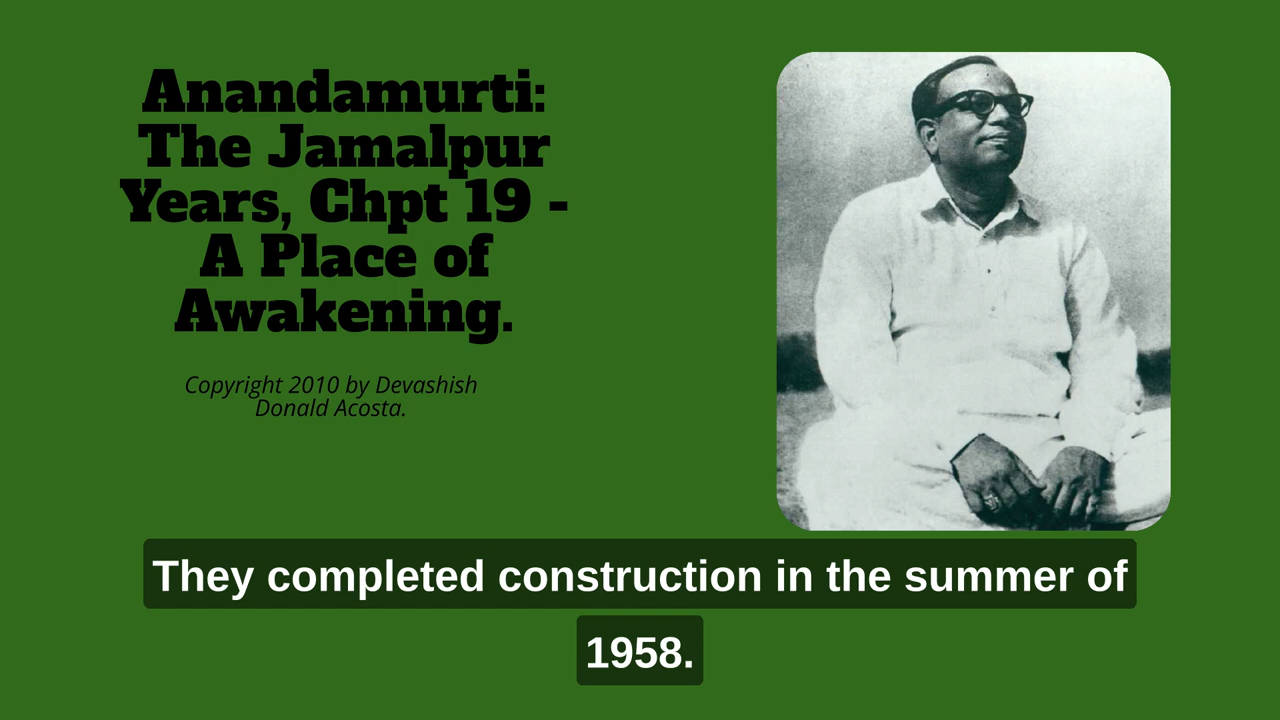 Anandamurti:
The Jamalpur
Years, Chpt 19 -
A Place of
Awakening.
Copyright 2010 by Devashish
Donald Acosta.
They completed construction in the summer of
1958.